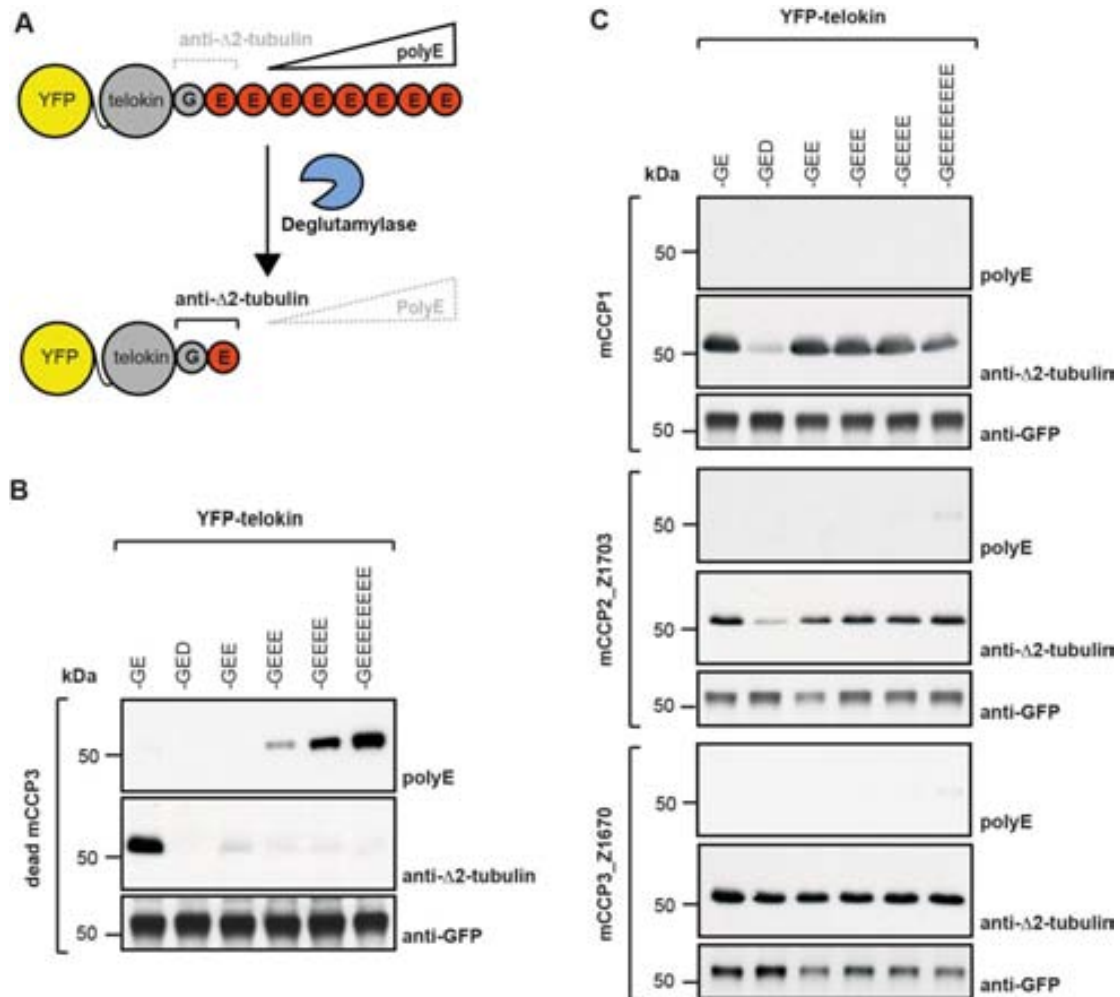 A
anti-Δ2-tubulin
polyE
YFP
telokin
G
E
E
E
E
E
E
E
E
Deglutamylase
anti-Δ2-tubulin
PolyE
YFP
telokin
G
E
B
YFP-telokin
kDa
-GE
-GED
-GEE
-GEEE
-GEEEE
-GEEEEEEEEE
dead mCCP3
50
polyE
50
anti-Δ2-tubulin
50
anti-GFP
C
YFP-telokin
kDa
-GE
-GED
-GEE
-GEEE
-GEEEE
-GEEEEEEEEE
mCCP1
50
polyE
50
anti-Δ2-tubulin
50
anti-GFP
mCCP2_Z1703
50
polyE
50
anti-Δ2-tubulin
50
anti-GFP
mCCP3_Z1670
50
polyE
50
anti-Δ2-tubulin
50
anti-GFP